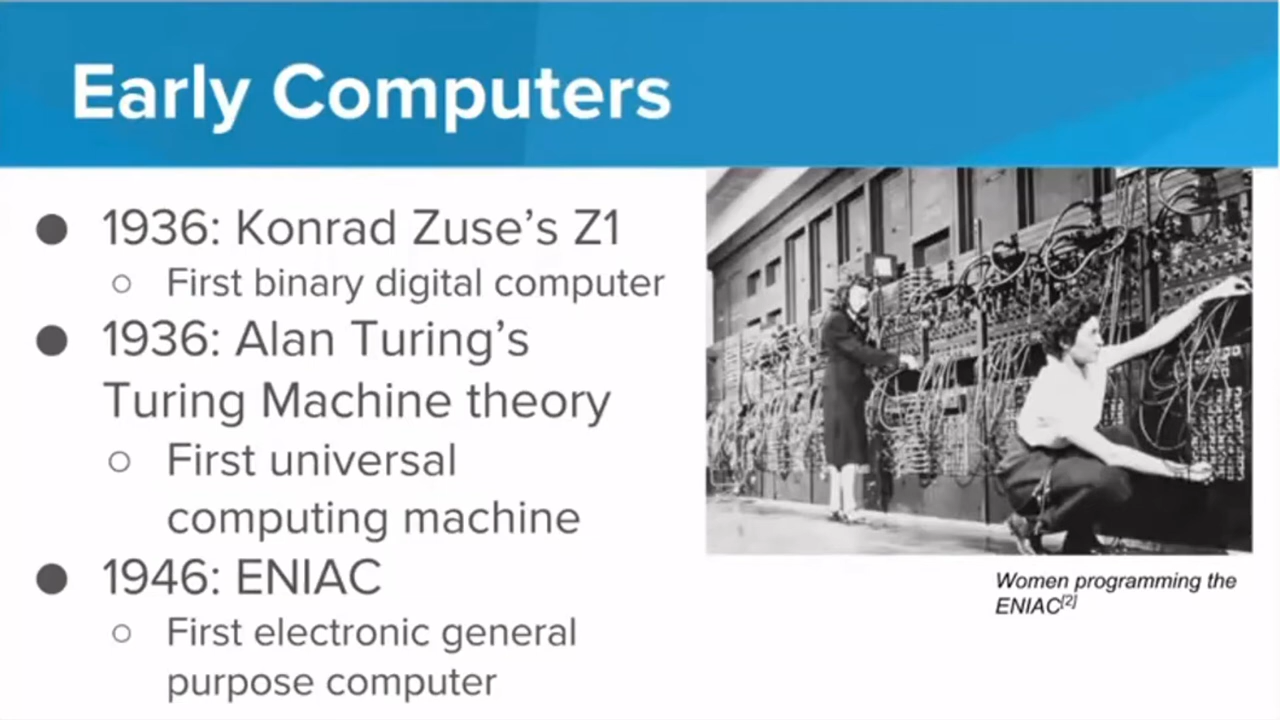 Early Computers
● 1936: Konrad Zuse’s Z1
○ First binary digital computer
● 1936: Alan Turing’s
Turing Machine theory
○ First universal
computing machine
● 1946: ENIAC
○ First electronic general
purpose computer
Women programming the
ENIAC[2]